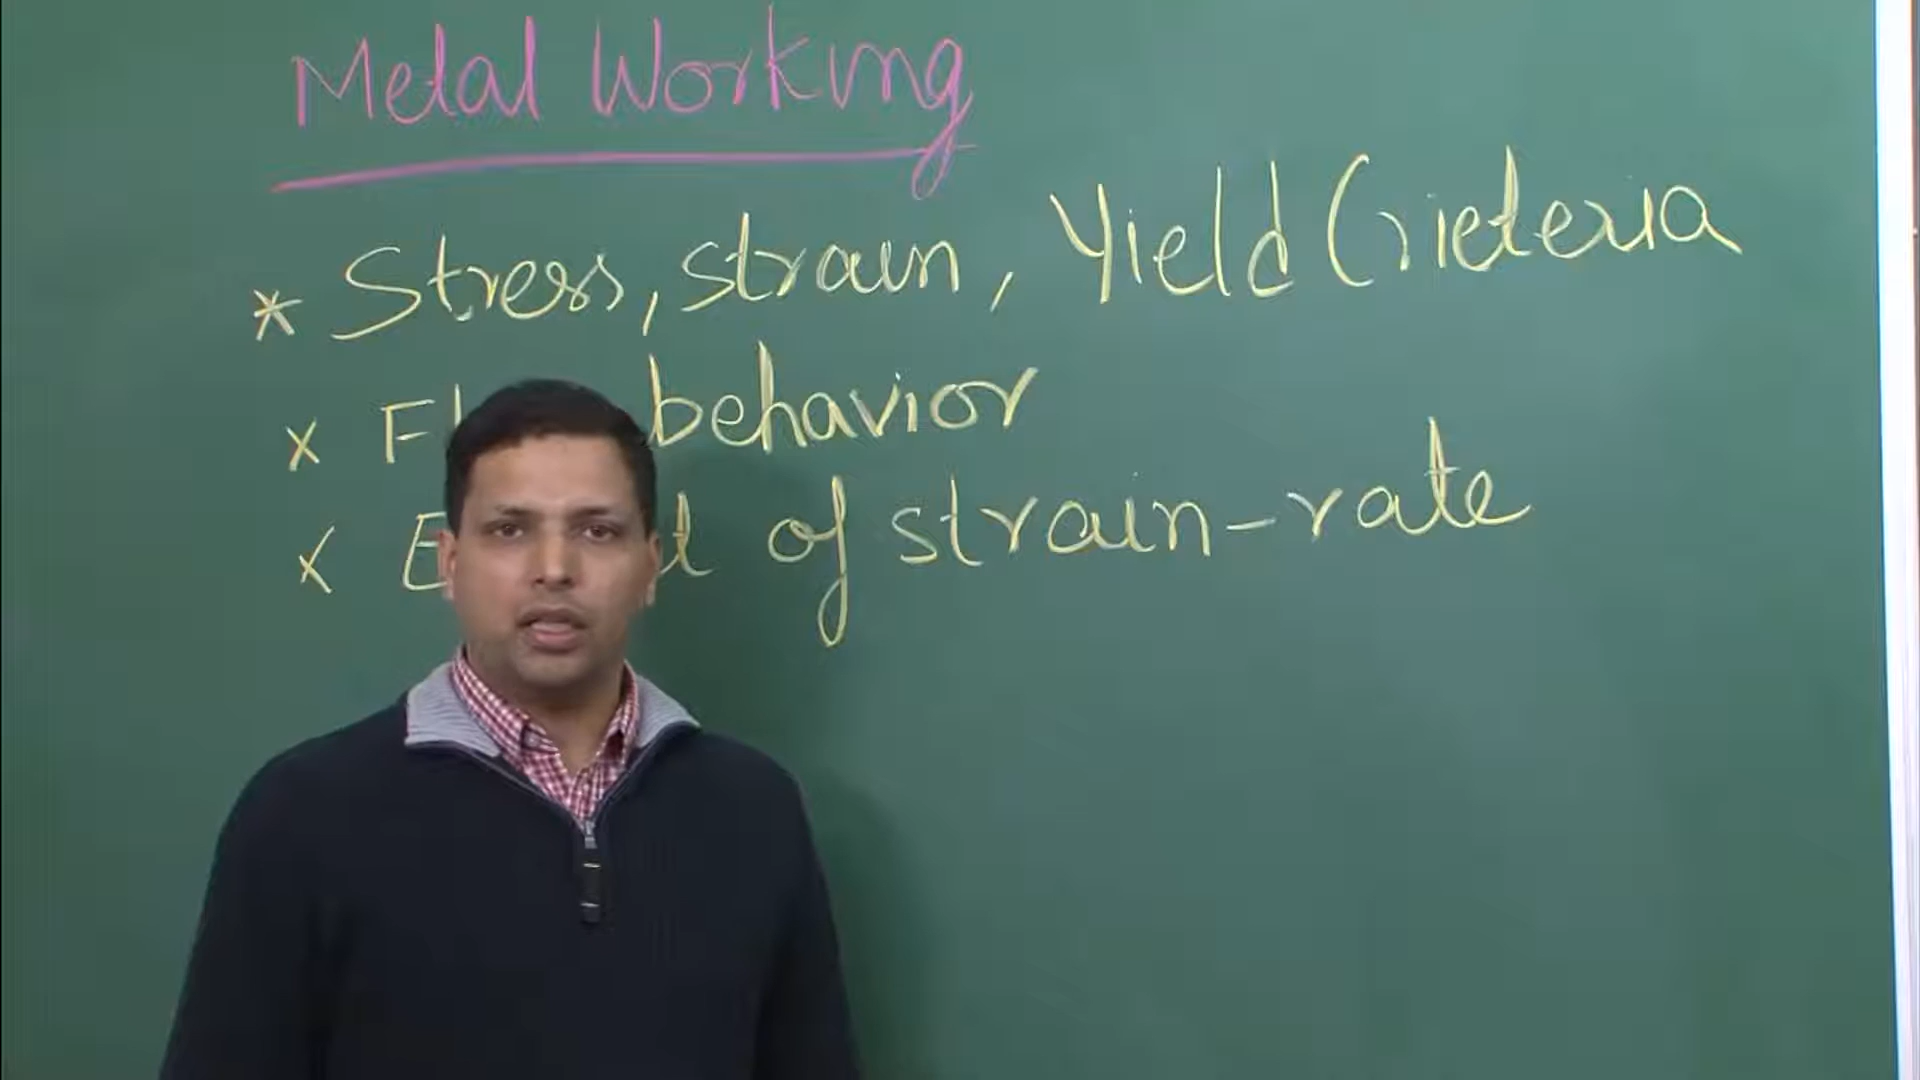 Metal Working
* Stress, strain, Yield Crieteria
x behavior
x of strain-rate